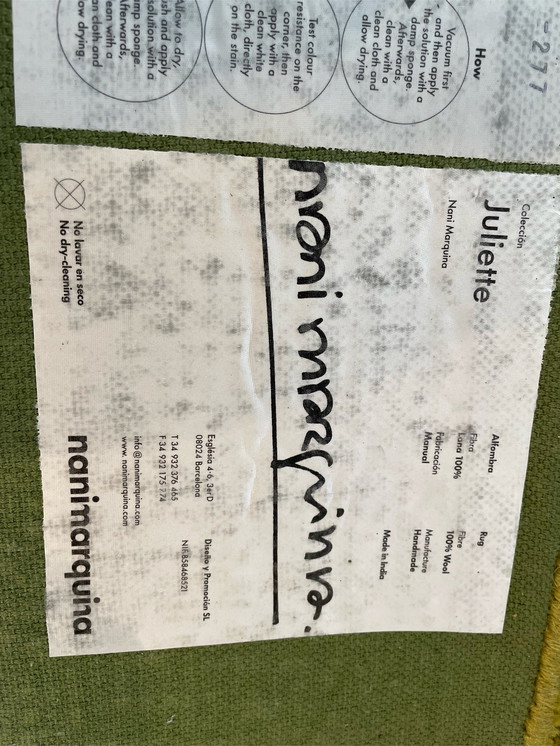 How
Vacuum first
- and then apply
the solution with a
damp sponge.
Afterwards,
clean with a
clean cloth and
allow drying.
Test colour
resistance on the
corner, then
apply with a
clean white
cloth, directly
on the stain.
Allow to dry,
and apply
solution with a
sponge.
Afterwards,
clean with a
cloth and
drying.
Colección
Juliette
Nani Marquina
Alfombra
Fibra
Lana 100%
Fabricación
Manual
Rug
Fibre
100% Wool
Manufacture
Handmade
Made in India
nani marquina.
Església 4-6, 3er D
08024 Barcelona
T 34 932 376 465
F 34 932 175 774
info@nanimarquina.com
www.nanimarquina.com
Diseño y Promoción SL
NIF.B58468521
No lavar en seco
No dry-cleaning
nanimarquina